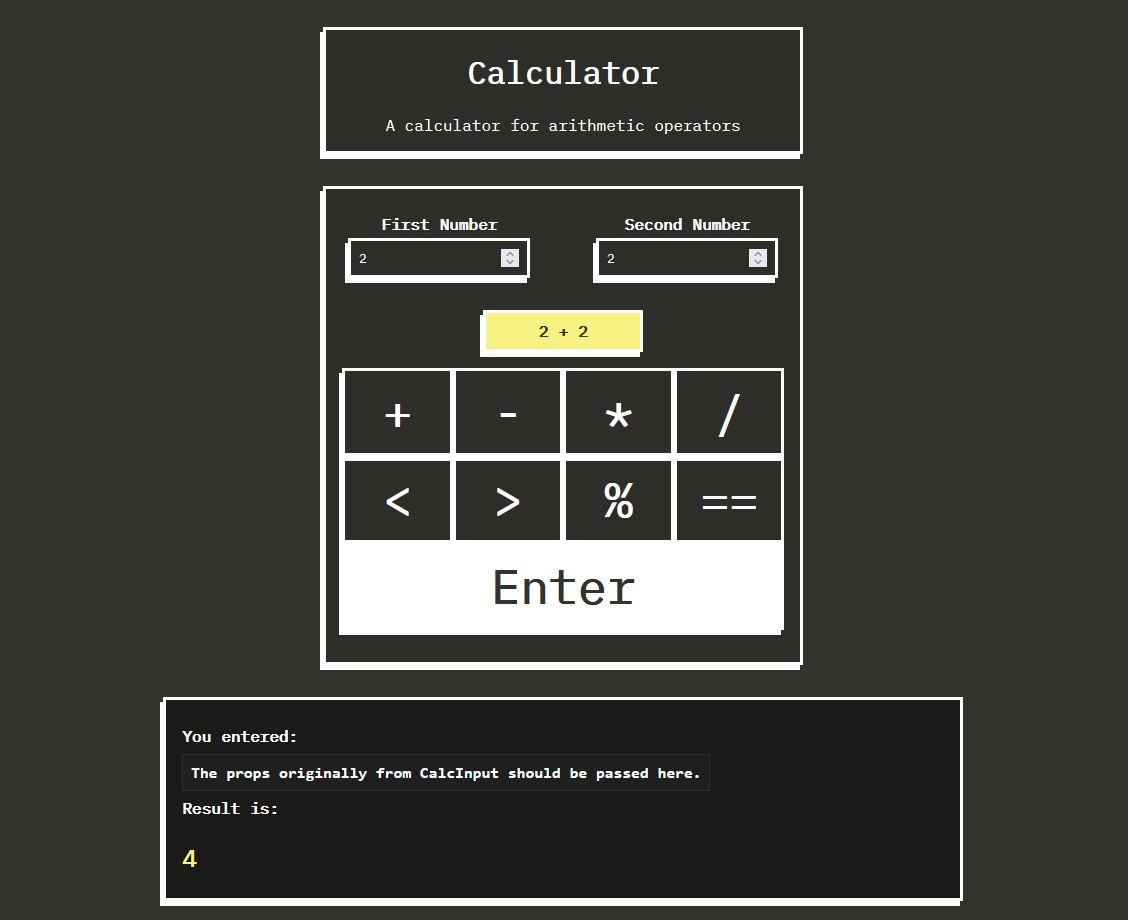 Calculator
A calculator for arithmetic operators
First Number Second Number
2 2
2 + 2
+ - * /
< > % ==
Enter
You entered:
The props originally from CalcInput should be passed here.
Result is:
4